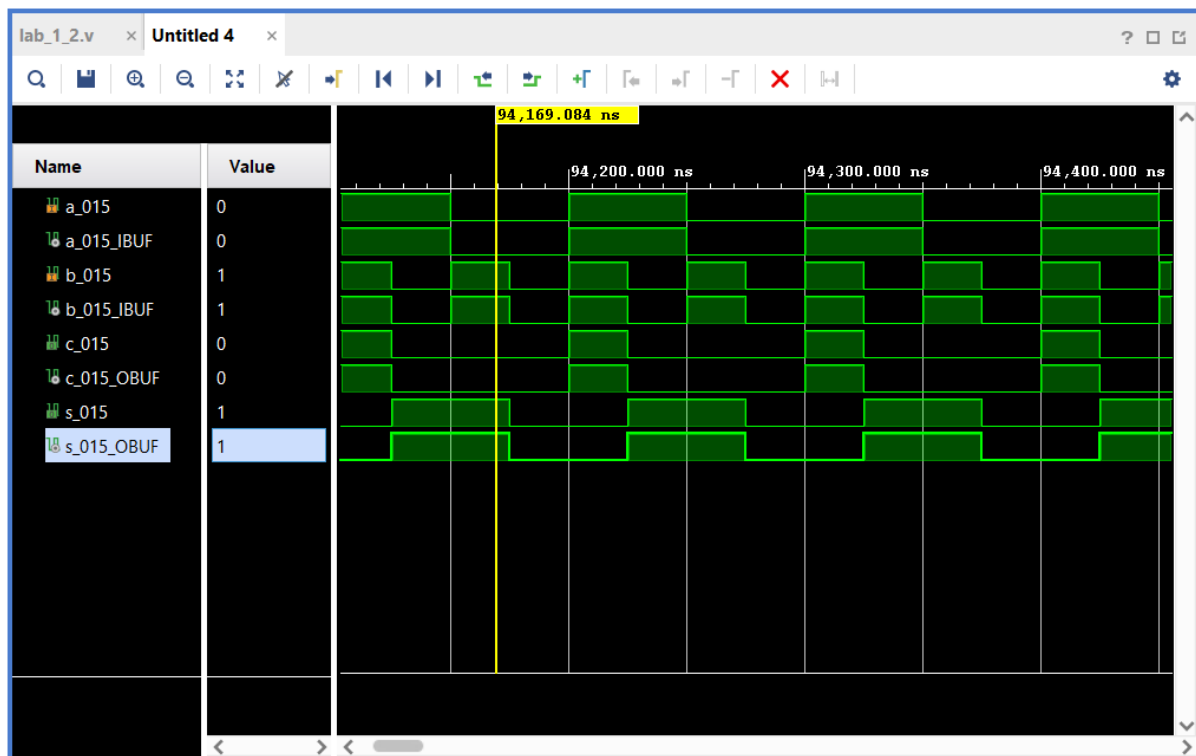 lab_1_2.v × Untitled 4 × ?
94,169.084 ns
Name Value
94,200.000 ns 94,300.000 ns 94,400.000 ns
a_015 0
a_015_IBUF 0
b_015 1
b_015_IBUF 1
c_015 0
c_015_OBUF 0
s_015 1
s_015_OBUF 1